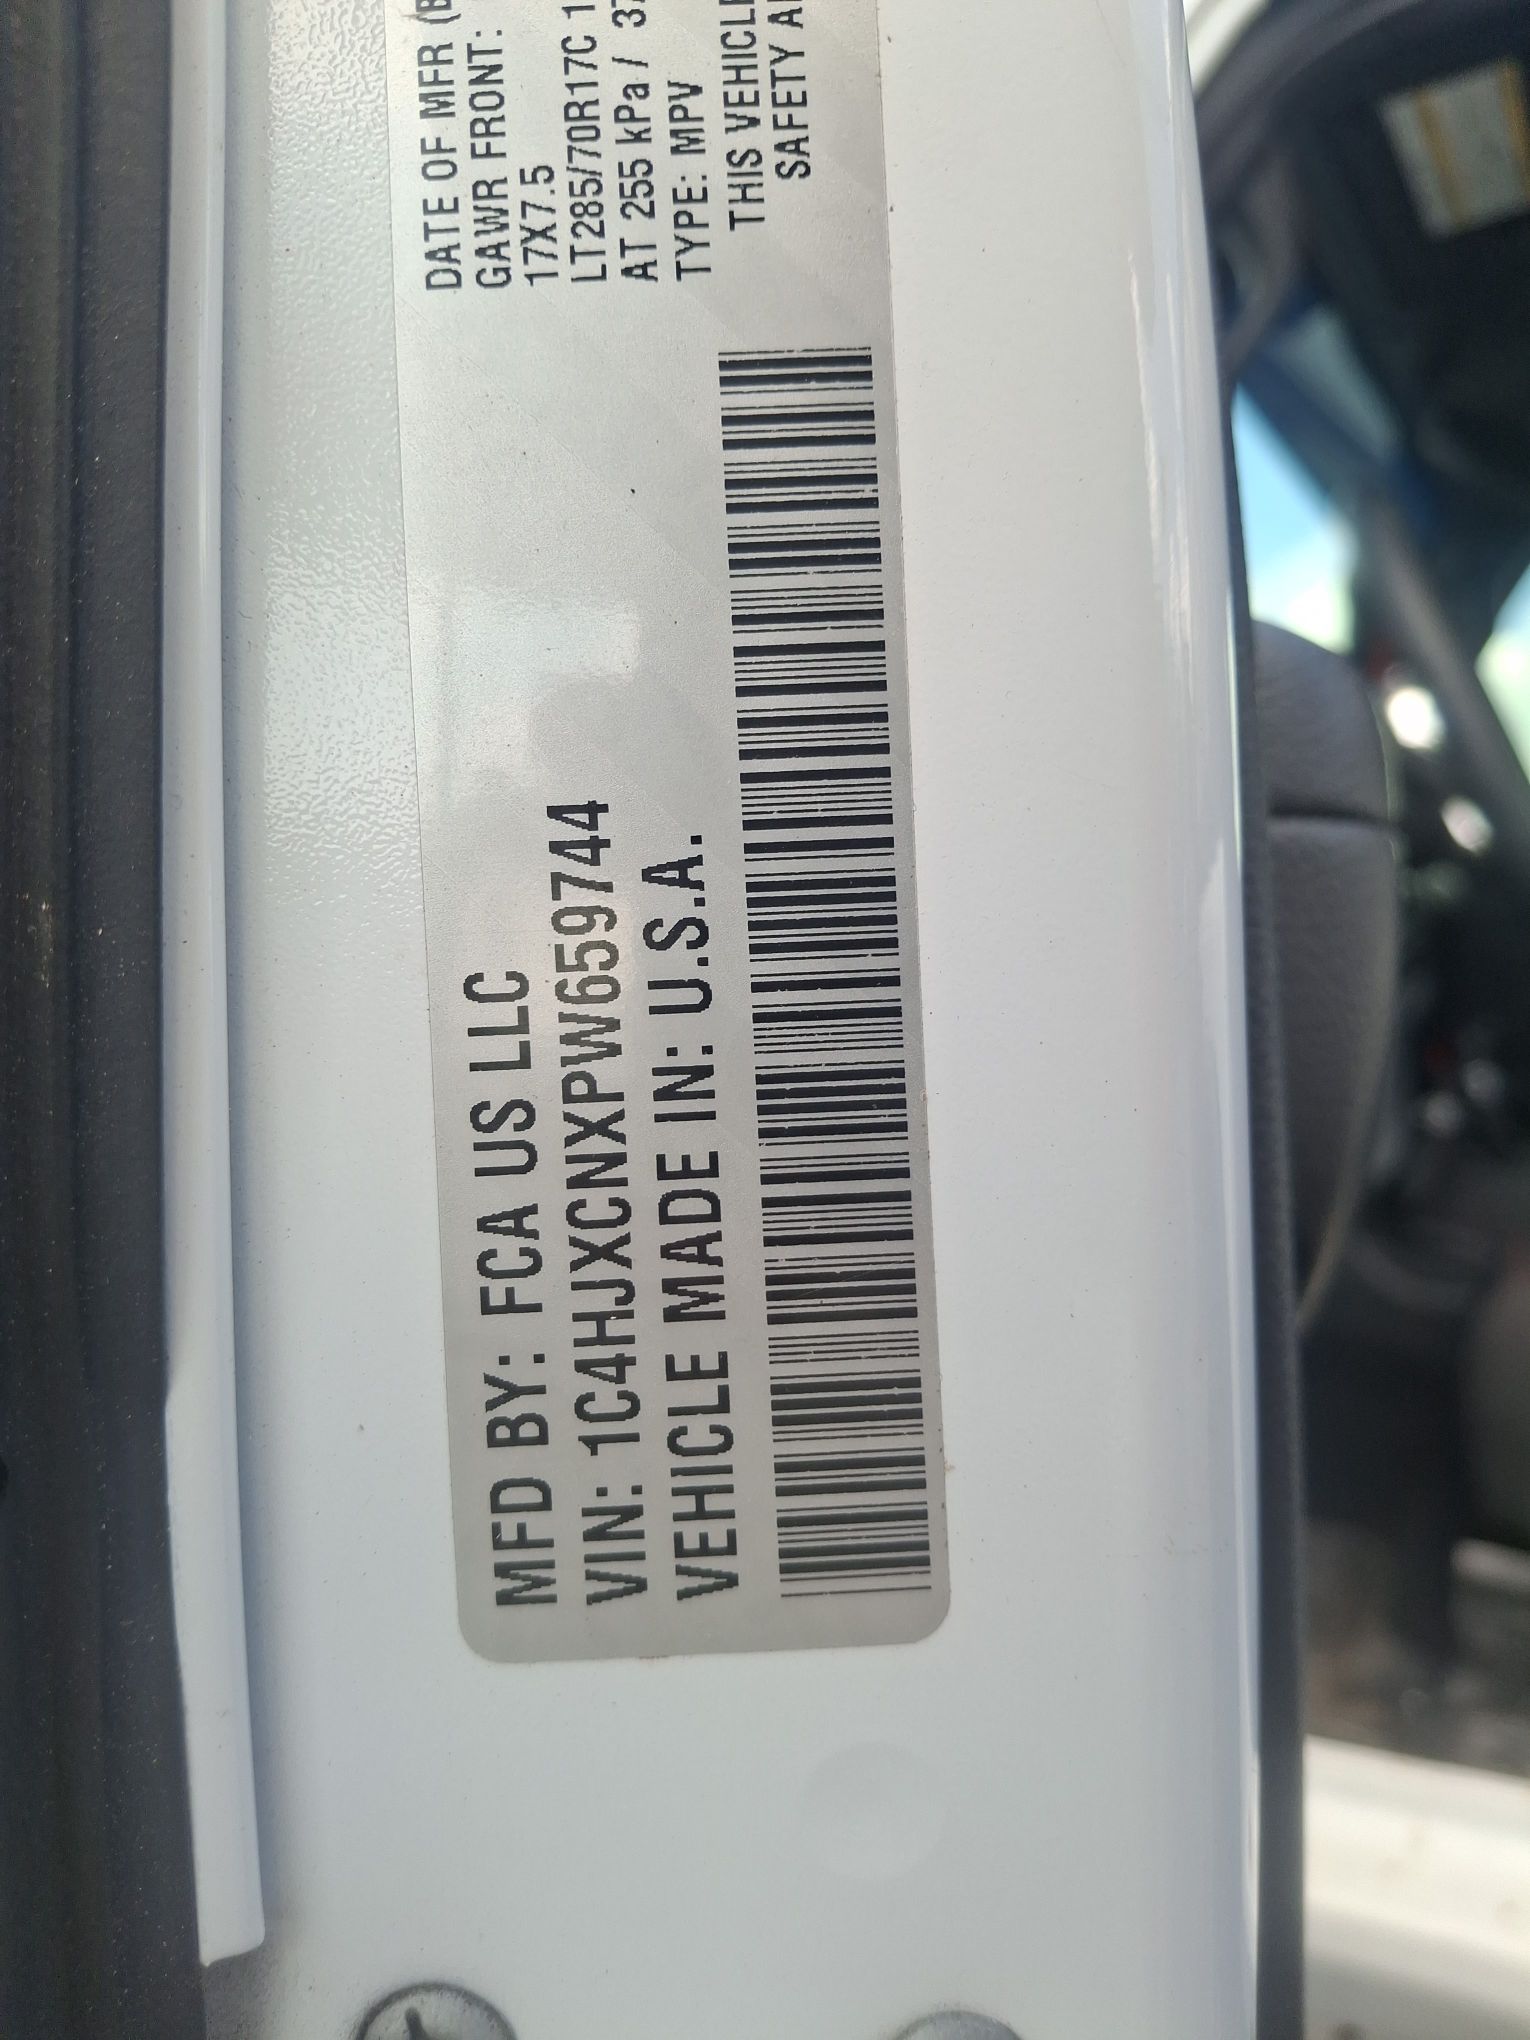 MFD BY: FCA US LLC
VIN: 1C4HJXCNXPW659744
VEHICLE MADE IN: U.S.A.
DATE OF MFR
GAWR FRONT:
17X7.5
LT285/70R17C
AT 255 kPa /
TYPE: MPV
THIS VEHICLE
SAFETY